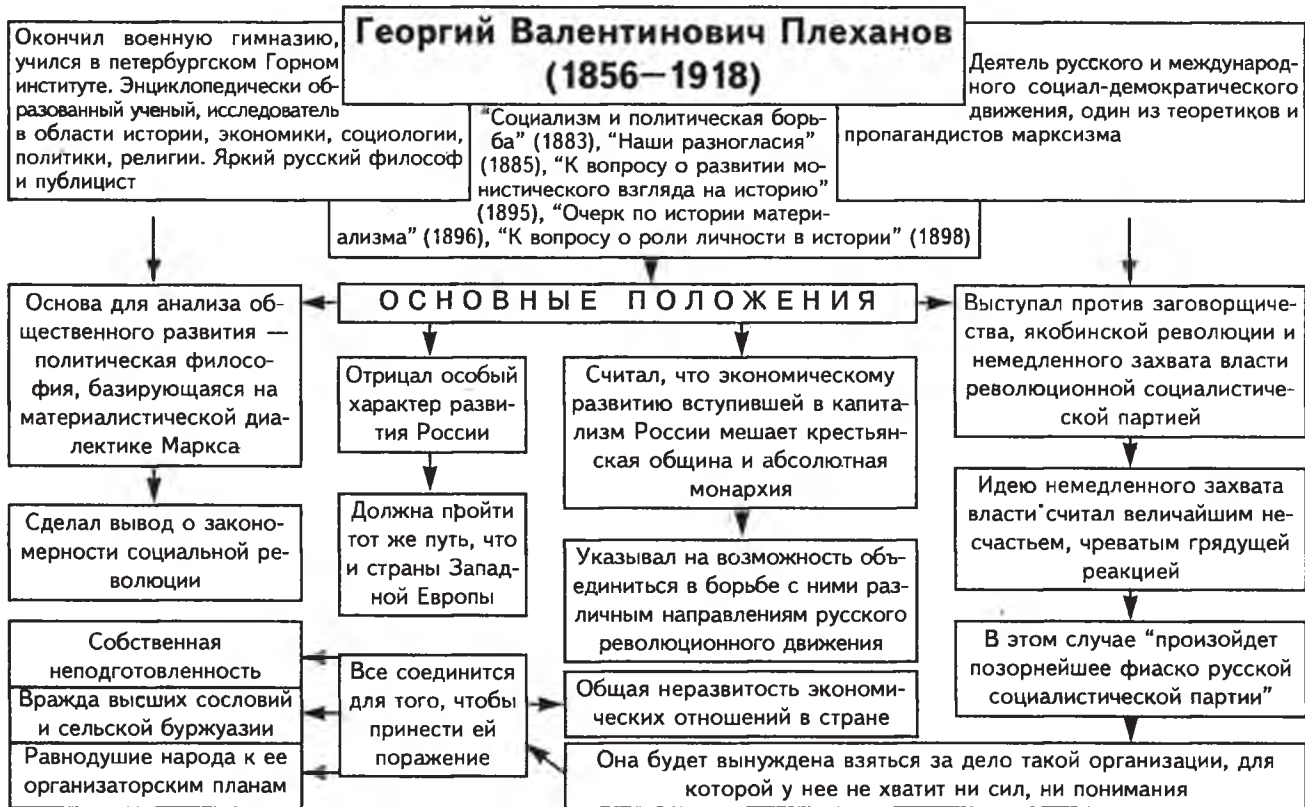 Георгий Валентинович Плеханов
(1856—1918)
Окончил военную гимназию,
учился в петербургском Горном
институте. Энциклопедически об-
разованный ученый, исследователь
в области истории, экономики, социологии,
политики, религии. Яркий русский философ
и публицист
"Социализм и политическая борь-
ба" (1883), "Наши разногласия"
(1885), "К вопросу о развитии мо-
нистического взгляда на историю"
(1895), "Очерк по истории матери-
ализма" (1896), "К вопросу о роли личности в истории" (1898)
Деятель русского и международ-
ного социал-демократического
движения, один из теоретиков и
пропагандистов марксизма
ОСНОВНЫЕ ПОЛОЖЕНИЯ
Основа для анализа об-
щественного развития —
политическая филосо-
фия, базирующаяся на
материалистической диа-
лектике Маркса
Сделал вывод о законо-
мерности социальной ре-
волюции
Отрицал особый
характер разви-
тия России
Должна пройти
тот же путь, что
и страны Запад-
ной Европы
Считал, что экономическому
развитию вступившей в капита-
лизм России мешает крестьян-
ская община и абсолютная
монархия
Указывал на возможность объ-
единиться в борьбе с ними раз-
личным направлениям русского
революционного движения
Выступал против заговорщиче-
ства, якобинской революции и
немедленного захвата власти
революционной социалистиче-
ской партией
Идею немедленного захвата
власти считал величайшим не-
счастьем, чреватым грядущей
реакцией
В этом случае "произойдет
позорнейшее фиаско русской
социалистической партии"
Она будет вынуждена взяться за дело такой организации, для
которой у нее не хватит ни сил, ни понимания
Все соединится
для того, чтобы
принести ей
поражение
Собственная
неподготовленность
Вражда высших сословий
и сельской буржуазии
Равнодушие народа к ее
организаторским планам
Общая неразвитость экономи-
ческих отношений в стране